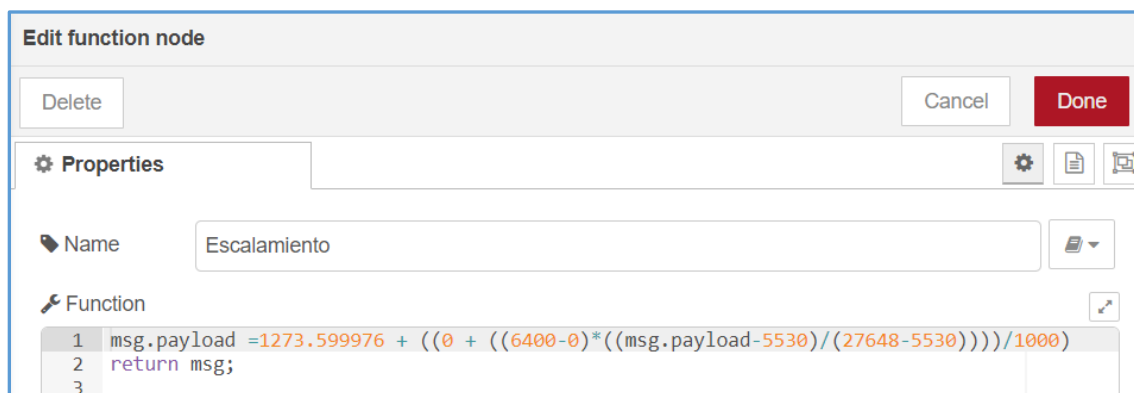 Edit function node
Delete Cancel Done
Properties
Name Escalamiento
Function
1 msg.payload =1273.599976 + ((0 + ((6400-0)*((msg.payload-5530)/(27648-5530))))/1000)
2 return msg;
3